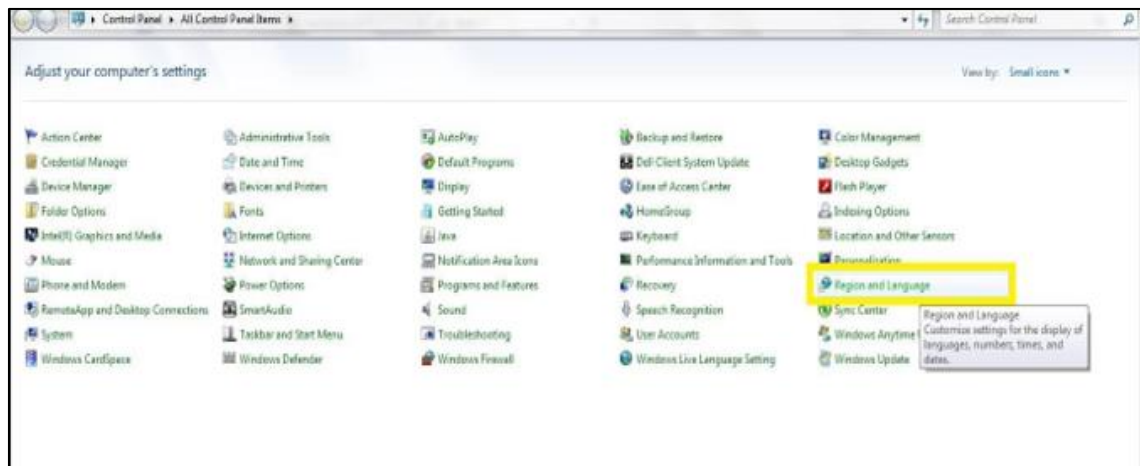 Control Panel ▸ All Control Panel Items ▸
Search Control Panel
Adjust your computer's settings
View by: Small icons
Action Center
Administrative Tools
AutoPlay
Backup and Restore
Color Management
Credential Manager
Date and Time
Default Programs
Dell Client System Update
Desktop Gadgets
Device Manager
Devices and Printers
Display
Ease of Access Center
Flash Player
Folder Options
Fonts
Getting Started
HomeGroup
Indexing Options
Intel(R) Graphics and Media
Internet Options
Java
Keyboard
Location and Other Sensors
Mouse
Network and Sharing Center
Notification Area Icons
Performance Information and Tools
Personalization
Phone and Modem
Power Options
Programs and Features
Recovery
Region and Language
RemoteApp and Desktop Connections
SmartAudio
Sound
Speech Recognition
Sync Center
System
Taskbar and Start Menu
Troubleshooting
User Accounts
Windows Anytime
Windows CardSpace
Windows Defender
Windows Firewall
Windows Live Language Setting
Windows Update
Region and Language
Customize settings for the display of
languages, numbers, times, and
dates.